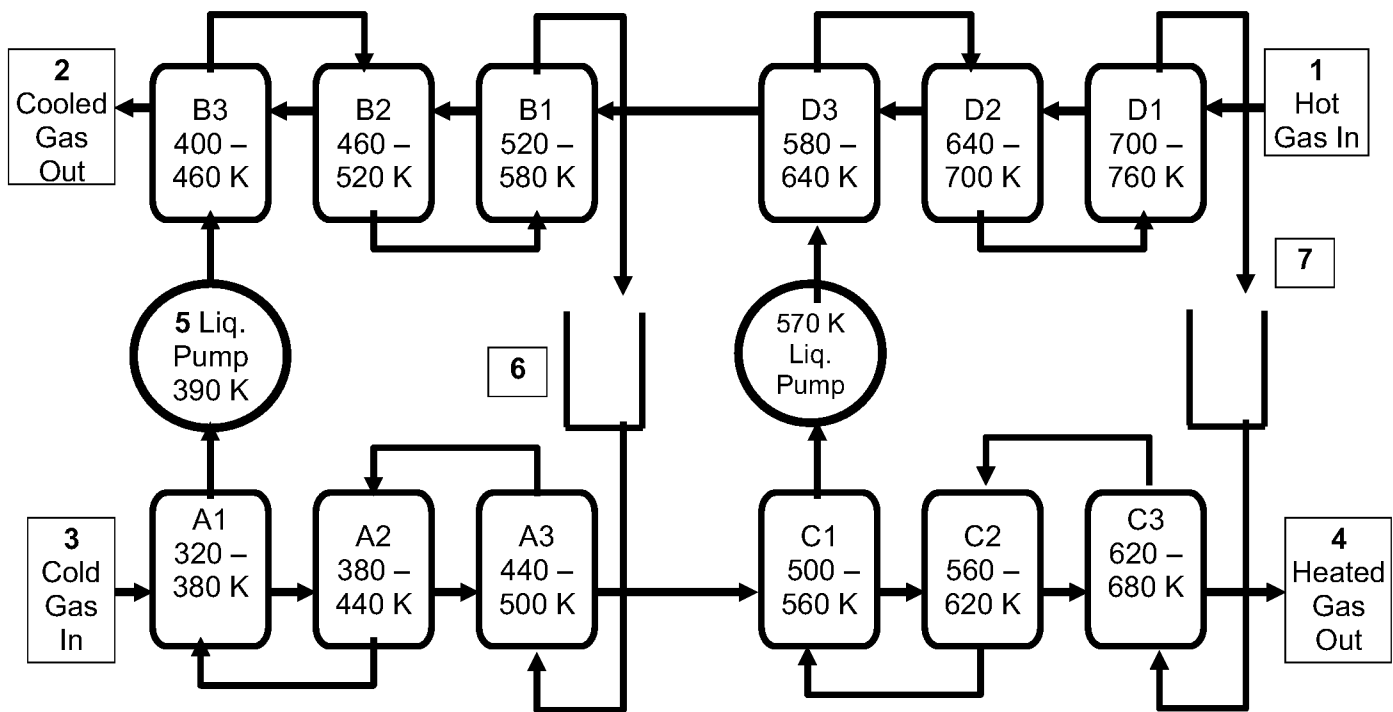 2
Cooled
Gas
Out
B3
400 –
460 K
B2
460 –
520 K
B1
520 –
580 K
D3
580 –
640 K
D2
640 –
700 K
D1
700 –
760 K
1
Hot
Gas In
5 Liq.
Pump
390 K
6
570 K
Liq.
Pump
7
3
Cold
Gas
In
A1
320 –
380 K
A2
380 –
440 K
A3
440 –
500 K
C1
500 –
560 K
C2
560 –
620 K
C3
620 –
680 K
4
Heated
Gas
Out